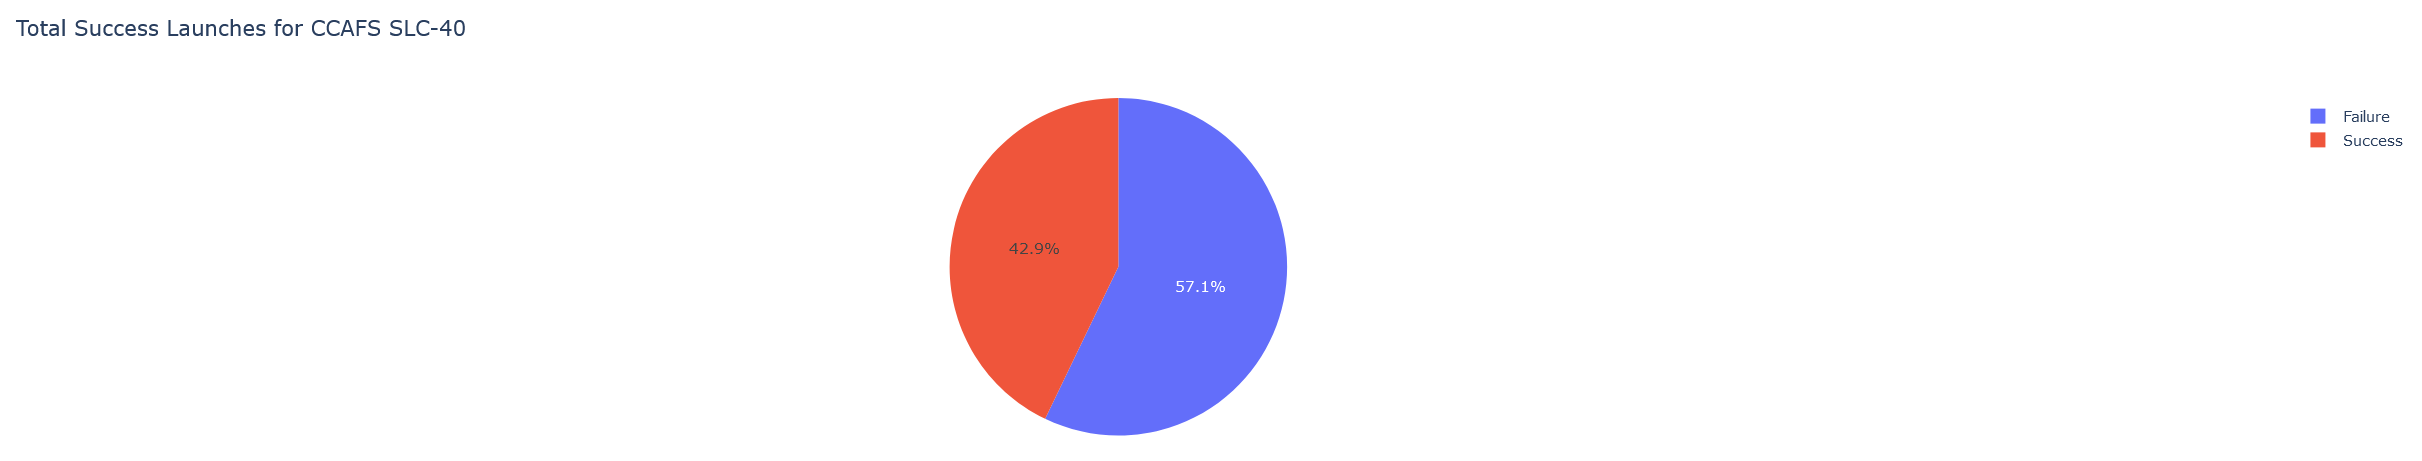 Total Success Launches for CCAFS SLC-40
Failure
Success
42.9%
57.1%